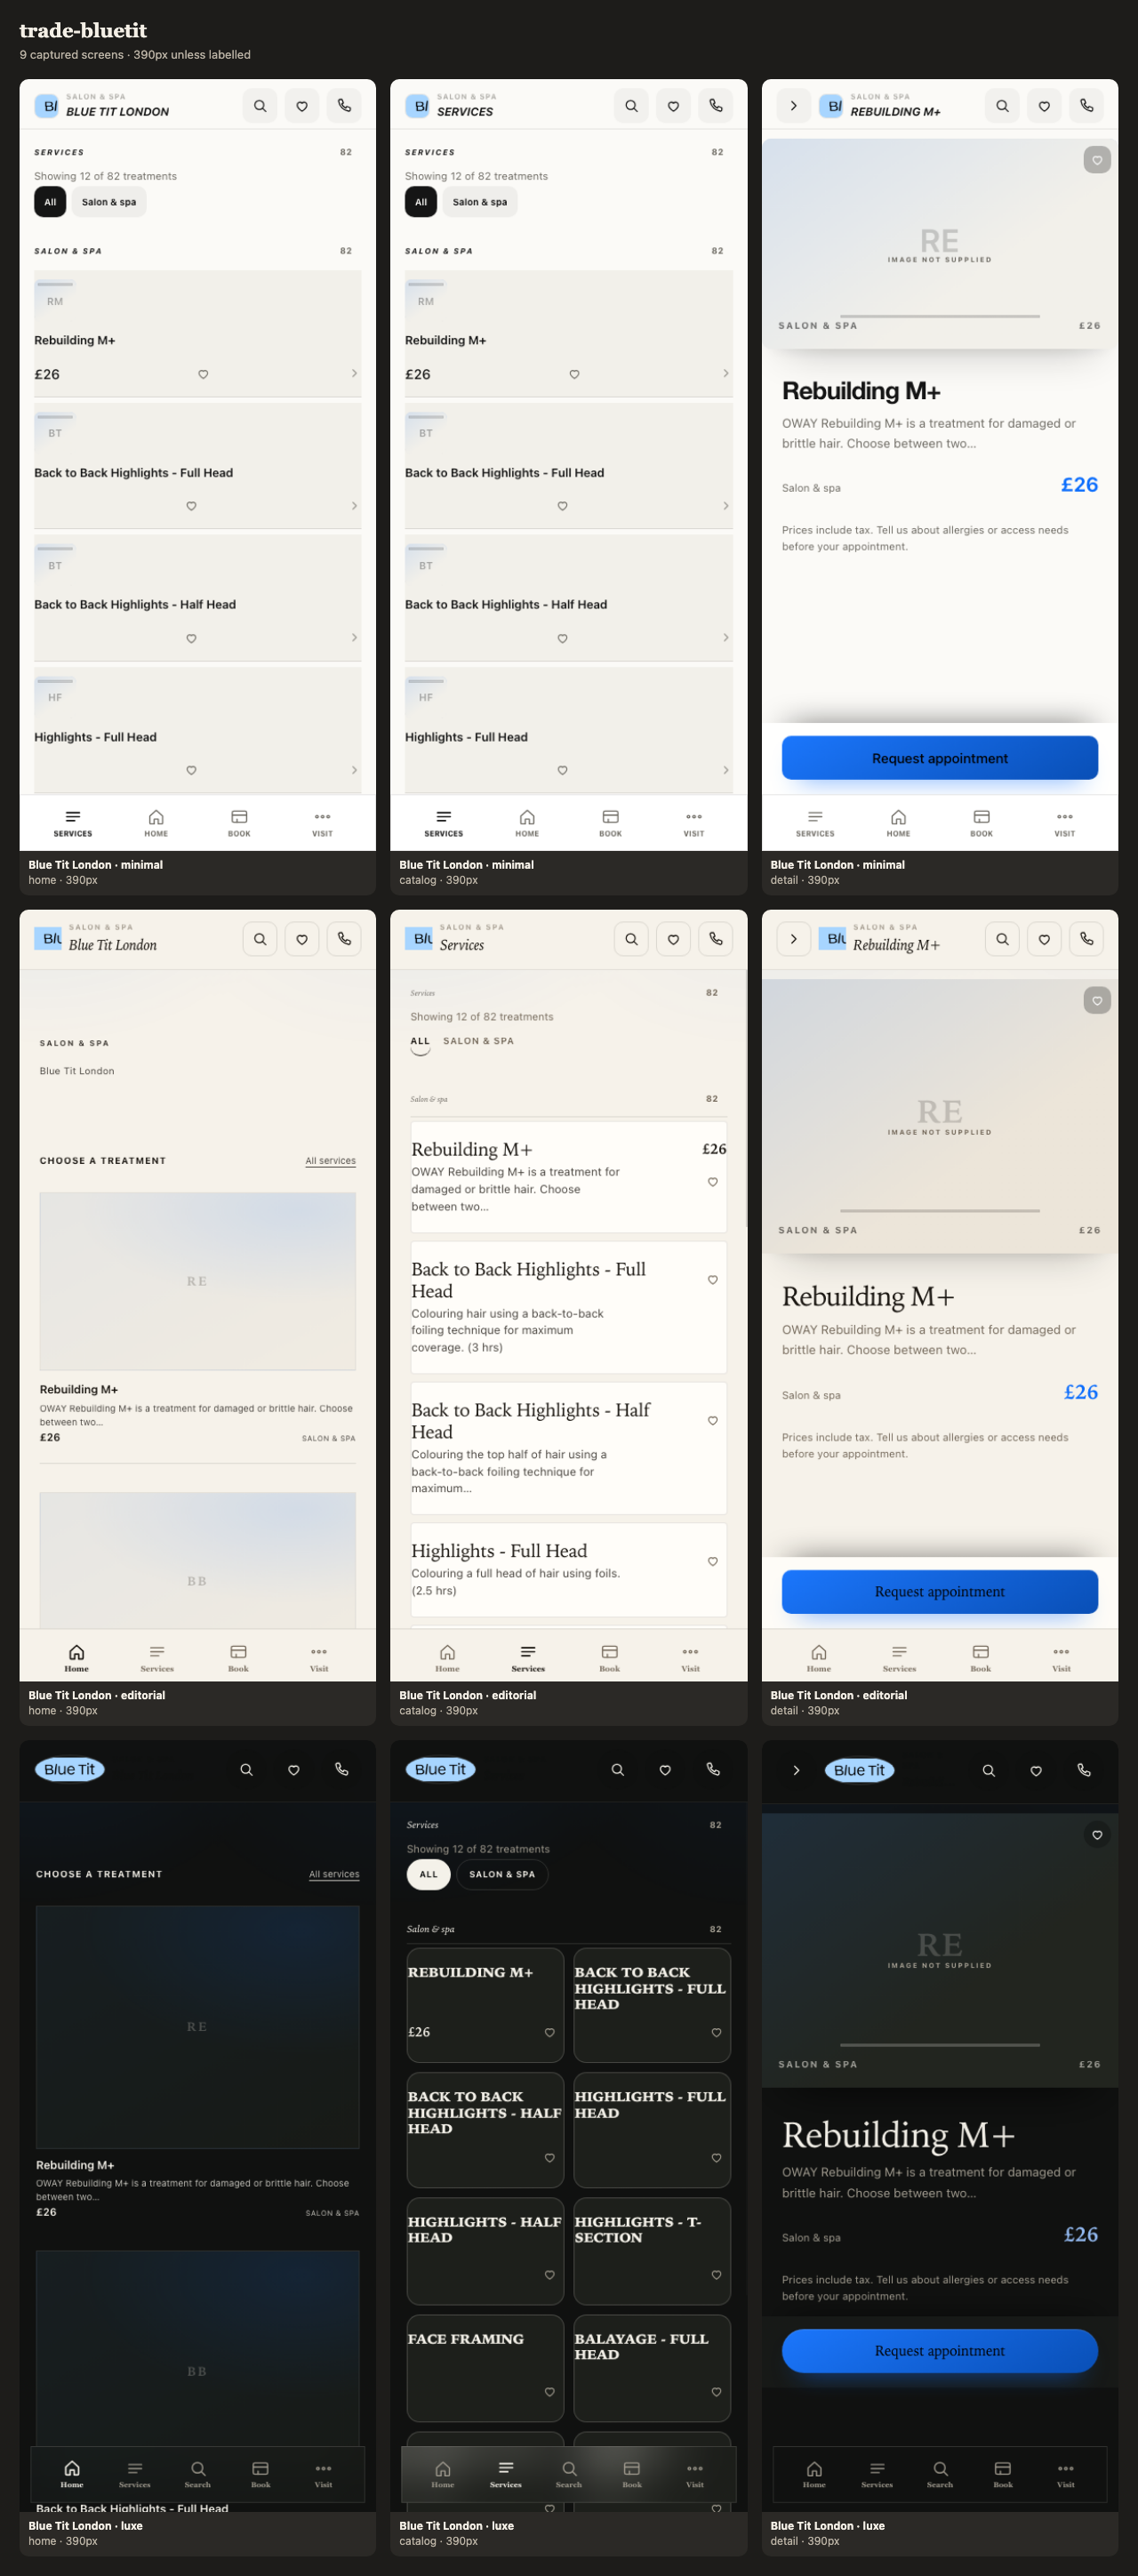 trade-bluetit
9 captured screens · 390px unless labelled
SALON & SPA
BLUE TIT LONDON
SERVICES 82
Showing 12 of 82 treatments
All Salon & spa
SALON & SPA 82
RM
Rebuilding M+
£26
BT
Back to Back Highlights - Full Head
BT
Back to Back Highlights - Half Head
HF
Highlights - Full Head
SERVICES HOME BOOK VISIT
Blue Tit London · minimal
home · 390px
SALON & SPA
SERVICES
SERVICES 82
Showing 12 of 82 treatments
All Salon & spa
SALON & SPA 82
RM
Rebuilding M+
£26
BT
Back to Back Highlights - Full Head
BT
Back to Back Highlights - Half Head
HF
Highlights - Full Head
SERVICES HOME BOOK VISIT
Blue Tit London · minimal
catalog · 390px
SALON & SPA
REBUILDING M+
RE
IMAGE NOT SUPPLIED
SALON & SPA £26
Rebuilding M+
OWAY Rebuilding M+ is a treatment for damaged or
brittle hair. Choose between two...
Salon & spa £26
Prices include tax. Tell us about allergies or access needs
before your appointment.
Request appointment
SERVICES HOME BOOK VISIT
Blue Tit London · minimal
detail · 390px
SALON & SPA
Blu Blue Tit London
SALON & SPA
Blue Tit London
CHOOSE A TREATMENT All services
RE
Rebuilding M+
OWAY Rebuilding M+ is a treatment for damaged or brittle hair. Choose
between two...
£26 SALON & SPA
BB
Home Services Book Visit
Blue Tit London · editorial
home · 390px
SALON & SPA
Blu Services
Services 82
Showing 12 of 82 treatments
ALL SALON & SPA
Salon & spa 82
Rebuilding M+ £26
OWAY Rebuilding M+ is a treatment for
damaged or brittle hair. Choose
between two...
Back to Back Highlights - Full
Head
Colouring hair using a back-to-back
foiling technique for maximum
coverage. (3 hrs)
Back to Back Highlights - Half
Head
Colouring the top half of hair using a
back-to-back foiling technique for
maximum...
Highlights - Full Head
Colouring a full head of hair using foils.
(2.5 hrs)
Home Services Book Visit
Blue Tit London · editorial
catalog · 390px
SALON & SPA
Blu Rebuilding M+
RE
IMAGE NOT SUPPLIED
SALON & SPA £26
Rebuilding M+
OWAY Rebuilding M+ is a treatment for damaged or
brittle hair. Choose between two...
Salon & spa £26
Prices include tax. Tell us about allergies or access needs
before your appointment.
Request appointment
Home Services Book Visit
Blue Tit London · editorial
detail · 390px
Blue Tit
CHOOSE A TREATMENT All services
RE
Rebuilding M+
OWAY Rebuilding M+ is a treatment for damaged or brittle hair. Choose
between two...
£26 SALON & SPA
BB
Home Services Search Book Visit
Back to Back Highlights - Full Head
Blue Tit London · luxe
home · 390px
Blue Tit
Services 82
Showing 12 of 82 treatments
ALL SALON & SPA
Salon & spa 82
REBUILDING M+
£26
BACK TO BACK
HIGHLIGHTS - FULL
HEAD
BACK TO BACK
HIGHLIGHTS - HALF
HEAD
HIGHLIGHTS - FULL
HEAD
HIGHLIGHTS - HALF
HEAD
HIGHLIGHTS - T-
SECTION
FACE FRAMING
BALAYAGE - FULL
HEAD
Home Services Search Book Visit
Blue Tit London · luxe
catalog · 390px
Blue Tit
RE
IMAGE NOT SUPPLIED
SALON & SPA £26
Rebuilding M+
OWAY Rebuilding M+ is a treatment for damaged or
brittle hair. Choose between two...
Salon & spa £26
Prices include tax. Tell us about allergies or access needs
before your appointment.
Request appointment
Home Services Search Book Visit
Blue Tit London · luxe
detail · 390px